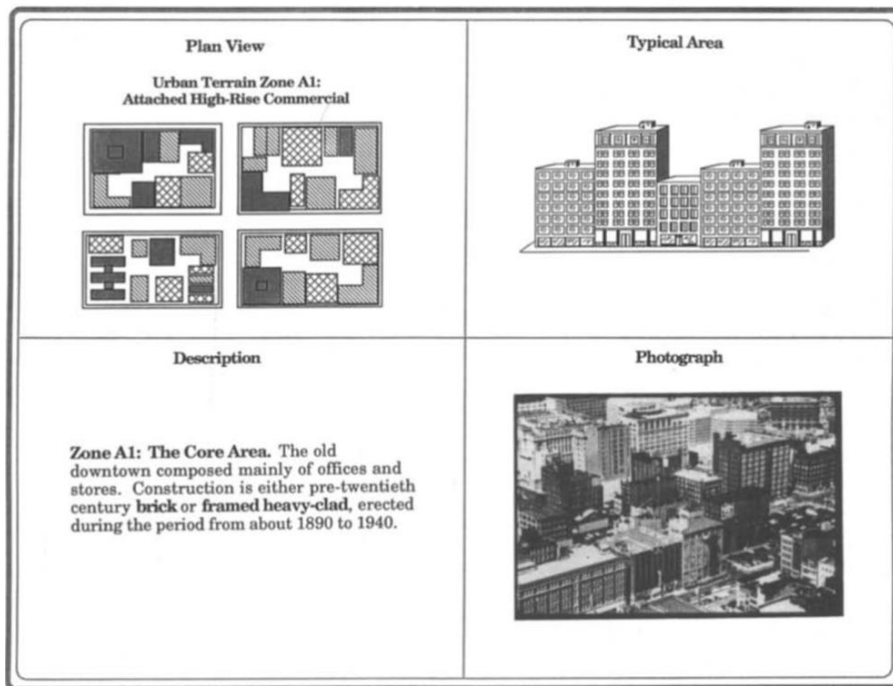 Plan View
Urban Terrain Zone A1:
Attached High-Rise Commercial
Typical Area
Description
Zone A1: The Core Area. The old
downtown composed mainly of offices and
stores. Construction is either pre-twentieth
century brick or framed heavy-clad, erected
during the period from about 1890 to 1940.
Photograph